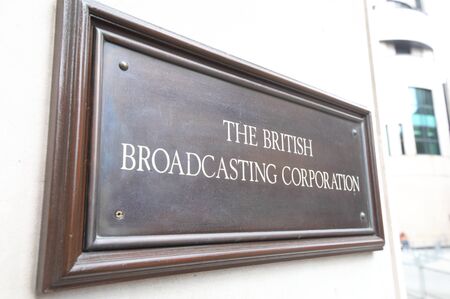 THE BRITISH
BROADCASTING CORPORATION